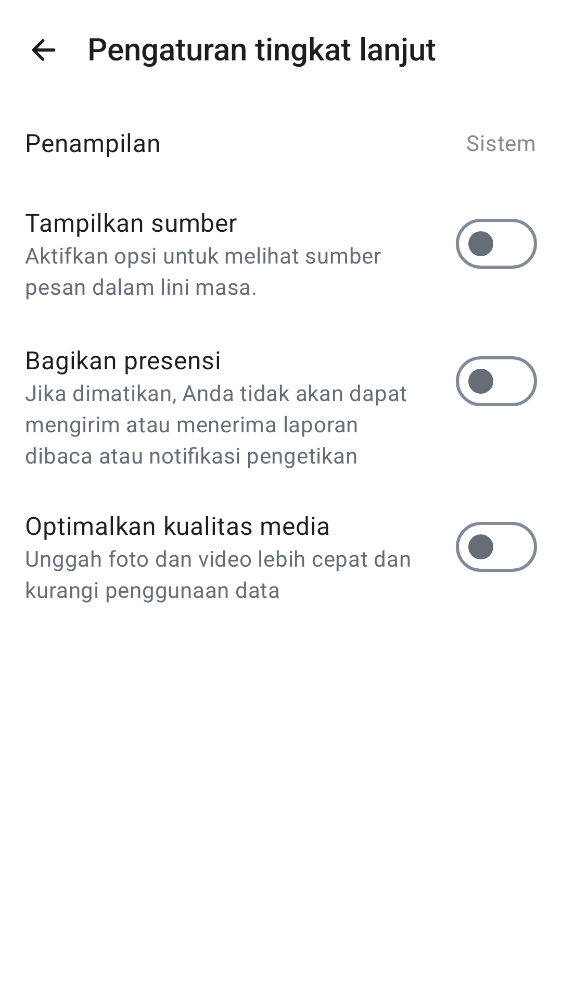 Pengaturan tingkat lanjut
Penampilan
Sistem
Tampilkan sumber
Aktifkan opsi untuk melihat sumber
pesan dalam lini masa.
Bagikan presensi
Jika dimatikan, Anda tidak akan dapat
mengirim atau menerima laporan
dibaca atau notifikasi pengetikan
Optimalkan kualitas media
Unggah foto dan video lebih cepat dan
kurangi penggunaan data